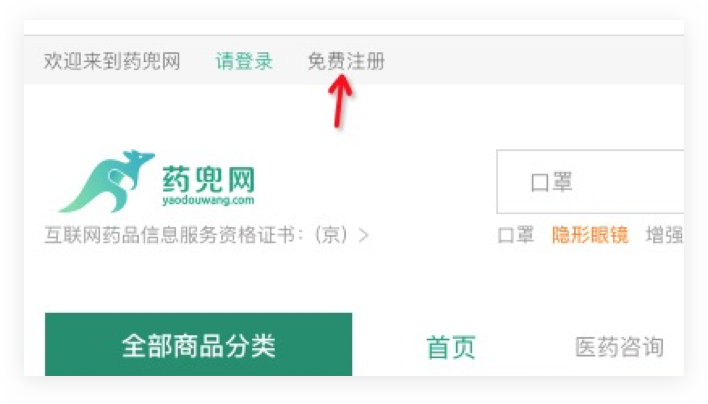 欢迎来到药兜网 请登录 免费注册
药兜网
yaodouwang.com
口罩
互联网药品信息服务资格证书：(京) >
口罩 隐形眼镜 增强
全部商品分类 首页 医药咨询